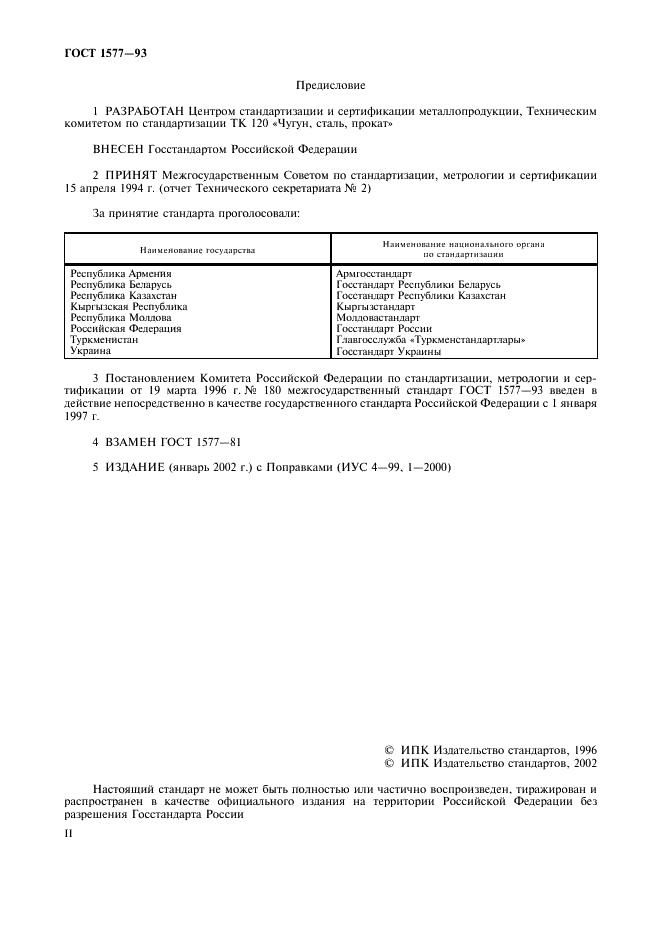 ГОСТ 1577—93
Предисловие
1 РАЗРАБОТАН Центром стандартизации и сертификации металлопродукции, Техническим
комитетом по стандартизации ТК 120 «Чугун, сталь, прокат»
ВНЕСЕН Госстандартом Российской Федерации
2 ПРИНЯТ Межгосударственным Советом по стандартизации, метрологии и сертификации
15 апреля 1994 г. (отчет Технического секретариата № 2)
За принятие стандарта проголосовали:
Наименование государства
Наименование национального органа
по стандартизации
Республика Армения Армгосстандарт
Республика Беларусь Госстандарт Республики Беларусь
Республика Казахстан Госстандарт Республики Казахстан
Кыргызская Республика Кыргызстандарт
Республика Молдова Молдовастандарт
Российская Федерация Госстандарт России
Туркменистан Главгосслужба «Туркменстандартлары»
Украина Госстандарт Украины
3 Постановлением Комитета Российской Федерации по стандартизации, метрологии и сер-
тификации от 19 марта 1996 г. № 180 межгосударственный стандарт ГОСТ 1577—93 введен в
действие непосредственно в качестве государственного стандарта Российской Федерации с 1 января
1997 г.
4 ВЗАМЕН ГОСТ 1577—81
5 ИЗДАНИЕ (январь 2002 г.) с Поправками (ИУС 4—99, 1—2000)
© ИПК Издательство стандартов, 1996
© ИПК Издательство стандартов, 2002
Настоящий стандарт не может быть полностью или частично воспроизведен, тиражирован и
распространен в качестве официального издания на территории Российской Федерации без
разрешения Госстандарта России
II